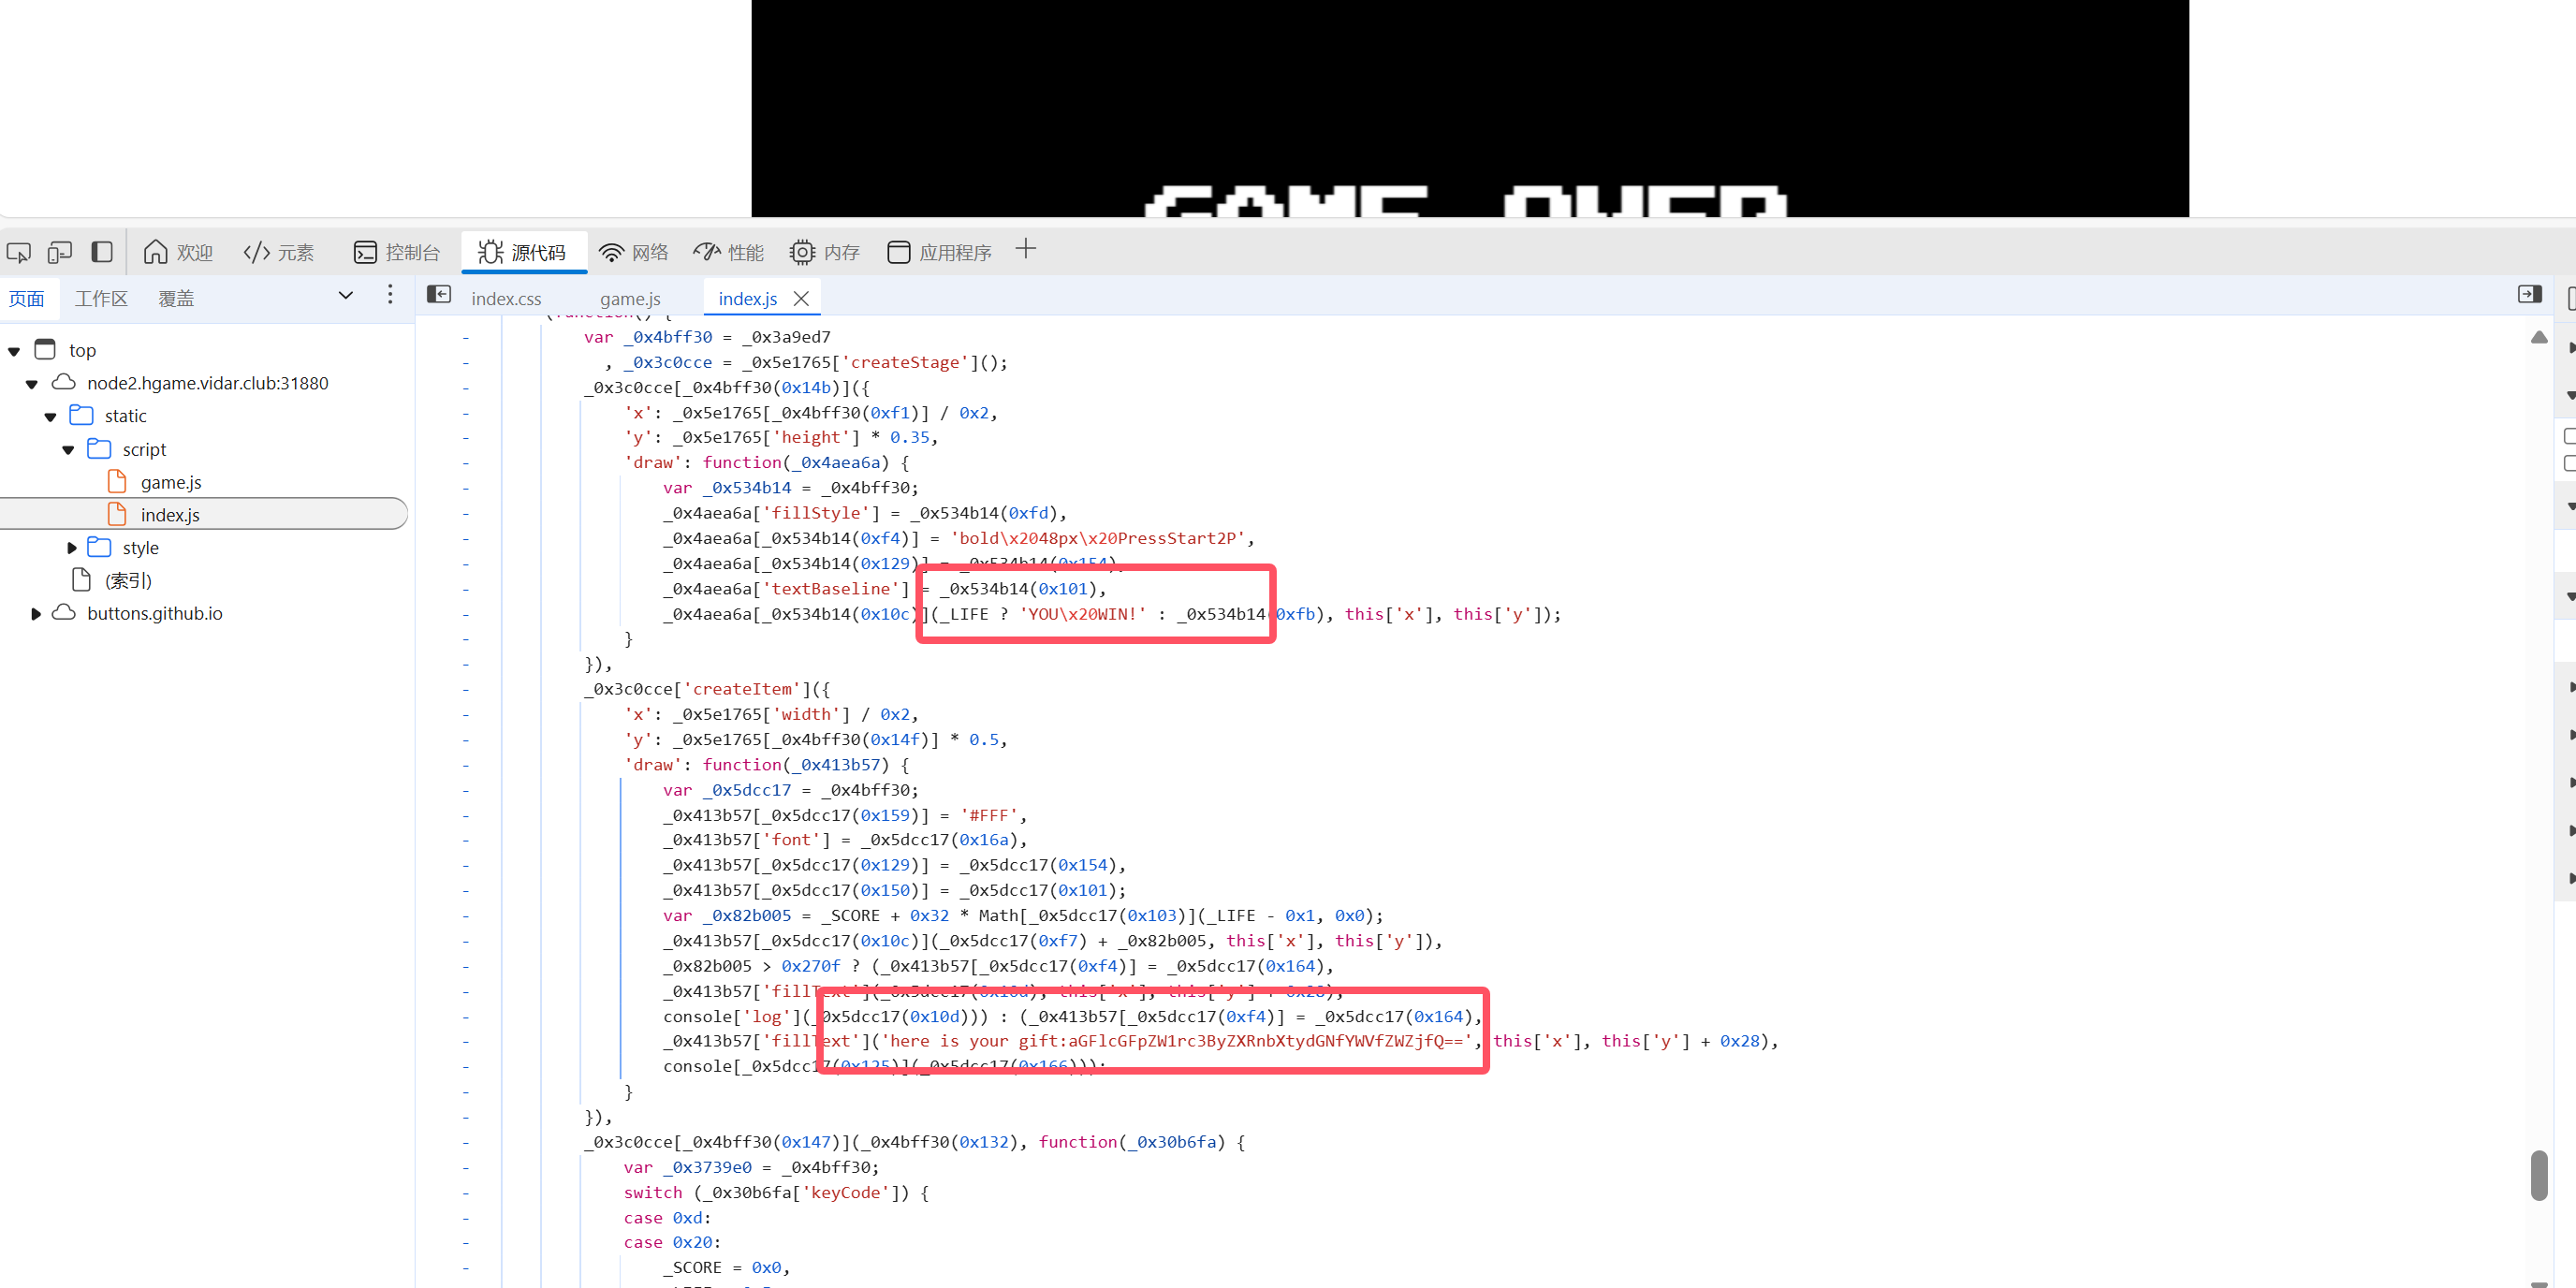 GAME OVER
欢迎
</> 元素
控制台
源代码
网络
性能
内存
应用程序
页面
工作区
覆盖
index.css
game.js
index.js
top
node2.hgame.vidar.club:31880
static
script
game.js
index.js
style
(索引)
buttons.github.io
(function() {
var _0x4bff30 = _0x3a9ed7
, _0x3c0cce = _0x5e1765['createStage']();
_0x3c0cce[_0x4bff30(0x14b)]({
'x': _0x5e1765[_0x4bff30(0xf1)] / 0x2,
'y': _0x5e1765['height'] * 0.35,
'draw': function(_0x4aea6a) {
var _0x534b14 = _0x4bff30;
_0x4aea6a['fillStyle'] = _0x534b14(0xfd),
_0x4aea6a[_0x534b14(0xf4)] = 'bold\x2048px\x20PressStart2P',
_0x4aea6a[_0x534b14(0x129)] = _0x534b14(0x154),
_0x4aea6a['textBaseline'] = _0x534b14(0x101),
_0x4aea6a[_0x534b14(0x10c)](_LIFE ? 'YOU\x20WIN!' : _0x534b14(0xfb), this['x'], this['y']);
}
}),
_0x3c0cce['createItem']({
'x': _0x5e1765['width'] / 0x2,
'y': _0x5e1765[_0x4bff30(0x14f)] * 0.5,
'draw': function(_0x413b57) {
var _0x5dcc17 = _0x4bff30;
_0x413b57[_0x5dcc17(0x159)] = '#FFF',
_0x413b57['font'] = _0x5dcc17(0x16a),
_0x413b57[_0x5dcc17(0x129)] = _0x5dcc17(0x154),
_0x413b57[_0x5dcc17(0x150)] = _0x5dcc17(0x101);
var _0x82b005 = _SCORE + 0x32 * Math[_0x5dcc17(0x103)](_LIFE - 0x1, 0x0);
_0x413b57[_0x5dcc17(0x10c)](_0x5dcc17(0xf7) + _0x82b005, this['x'], this['y']),
_0x82b005 > 0x270f ? (_0x413b57[_0x5dcc17(0xf4)] = _0x5dcc17(0x164),
_0x413b57['fillText'](_0x5dcc17(0x10d), this['x'], this['y'] + 0x28),
console['log'](_0x5dcc17(0x10d))) : (_0x413b57[_0x5dcc17(0xf4)] = _0x5dcc17(0x164),
_0x413b57['fillText']('here is your gift:aGFlcGFpZW1rc3ByZXRnbXtydGNfYWVfZWZjfQ==', this['x'], this['y'] + 0x28),
console[_0x5dcc17(0x125)](_0x5dcc17(0x166)));
}
}),
_0x3c0cce[_0x4bff30(0x147)](_0x4bff30(0x132), function(_0x30b6fa) {
var _0x3739e0 = _0x4bff30;
switch (_0x30b6fa['keyCode']) {
case 0xd:
case 0x20:
_SCORE = 0x0,